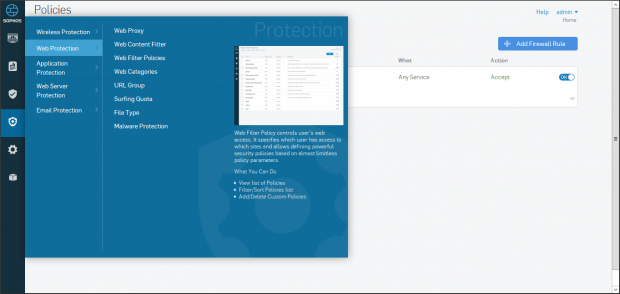 SOPHOS
Policies
Help admin
Home
Wireless Protection
Web Protection
Application
Protection
Web Server
Protection
Email Protection
Web Proxy
Web Content Filter
Web Filter Policies
Web Categories
URL Group
Surfing Quota
File Type
Malware Protection
Protection
Web Filter Policy controls user's web
access. It specifies which user has access to
which sites end allows defining powerful
security policies based on almost limitless
policy parameters.
What You Can Do
• View list of Policies
• Filter/Sort Policies list
• Add/Delete Custom Policies
+ Add Firewall Rule
What Action
Any Service Accept ON